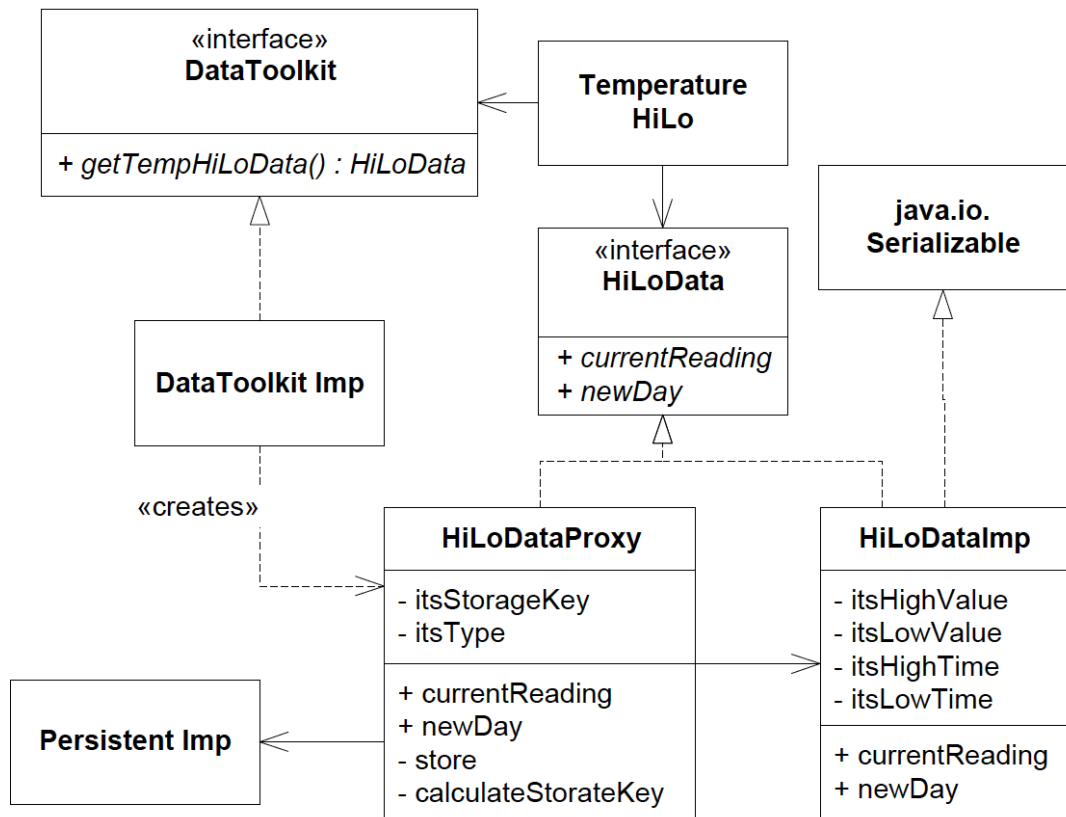 «interface»
DataToolkit
+ getTempHiLoData() : HiLoData
Temperature
HiLo
java.io.
Serializable
«interface»
HiLoData
+ currentReading
+ newDay
DataToolkit Imp
«creates»
HiLoDataProxy
- itsStorageKey
- itsType
+ currentReading
+ newDay
- store
- calculateStorateKey
HiLoDataImp
- itsHighValue
- itsLowValue
- itsHighTime
- itsLowTime
+ currentReading
+ newDay
Persistent Imp